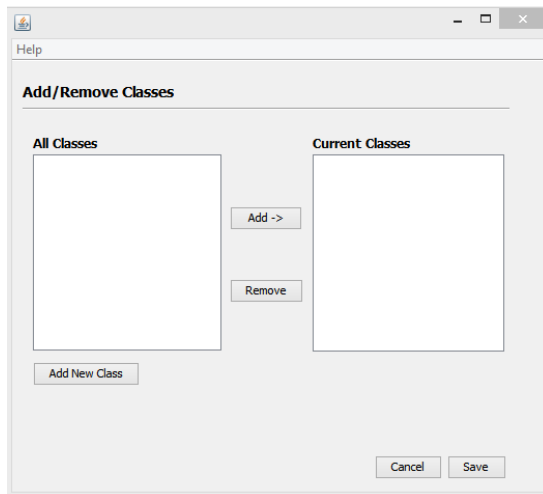 Help
Add/Remove Classes
All Classes
Current Classes
Add ->
Remove
Add New Class
Cancel
Save